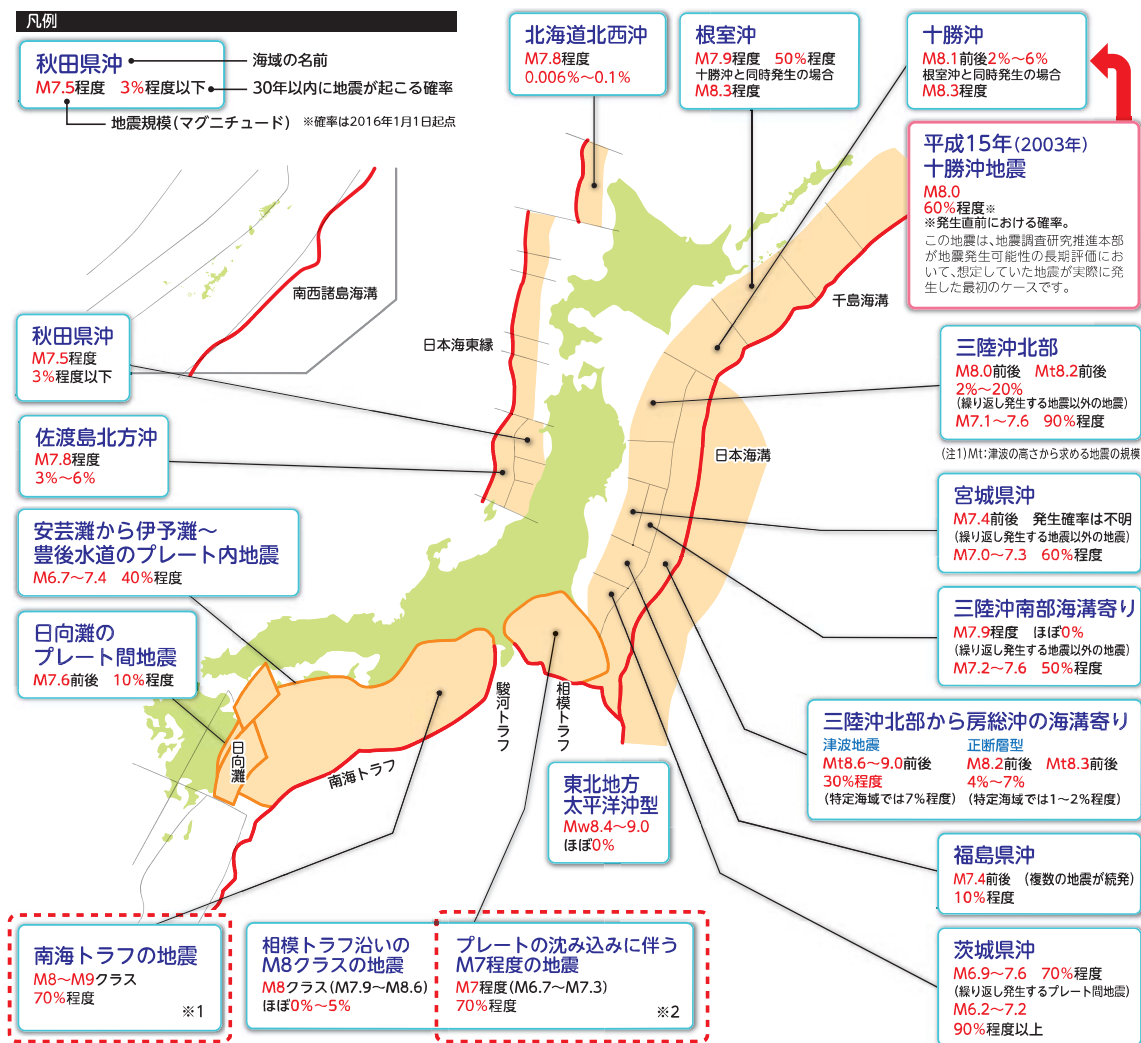 凡例
秋田県沖
M7.5程度 3%程度以下
海域の名前
30年以内に地震が起こる確率
地震規模(マグニチュード) ※確率は2016年1月1日起点
北海道北西沖
M7.8程度
0.006%～0.1%
根室沖
M7.9程度 50%程度
十勝沖と同時発生の場合
M8.3程度
十勝沖
M8.1前後2%～6%
根室沖と同時発生の場合
M8.3程度
平成15年(2003年)
十勝沖地震
M8.0
60%程度※
※発生直前における確率。
この地震は、地震調査研究推進本部
が地震発生可能性の長期評価にお
いて、想定していた地震が実際に発
生した最初のケースです。
南西諸島海溝
千島海溝
日本海東縁
日本海溝
秋田県沖
M7.5程度
3%程度以下
佐渡島北方沖
M7.8程度
3%～6%
安芸灘から伊予灘～
豊後水道のプレート内地震
M6.7～7.4 40%程度
日向灘の
プレート間地震
M7.6前後 10%程度
三陸沖北部
M8.0前後 Mt8.2前後
2%～20%
(繰り返し発生する地震以外の地震)
M7.1～7.6 90%程度
(注1)Mt:津波の高さから求める地震の規模
宮城県沖
M7.4前後 発生確率は不明
(繰り返し発生する地震以外の地震)
M7.0～7.3 60%程度
三陸沖南部海溝寄り
M7.9程度 ほぼ0%
(繰り返し発生する地震以外の地震)
M7.2～7.6 50%程度
三陸沖北部から房総沖の海溝寄り
津波地震 正断層型
Mt8.6～9.0前後 M8.2前後 Mt8.3前後
30%程度 4%～7%
(特定海域では7%程度) (特定海域では1～2%程度)
日向灘
南海トラフ
駿河トラフ
相模トラフ
東北地方
太平洋沖型
Mw8.4～9.0
ほぼ0%
福島県沖
M7.4前後 (複数の地震が続発)
10%程度
茨城県沖
M6.9～7.6 70%程度
(繰り返し発生するプレート間地震)
M6.2～7.2
90%程度以上
南海トラフの地震
M8～M9クラス
70%程度
※1
相模トラフ沿いの
M8クラスの地震
M8クラス(M7.9～M8.6)
ほぼ0%～5%
プレートの沈み込みに伴う
M7程度の地震
M7程度(M6.7～M7.3)
70%程度
※2